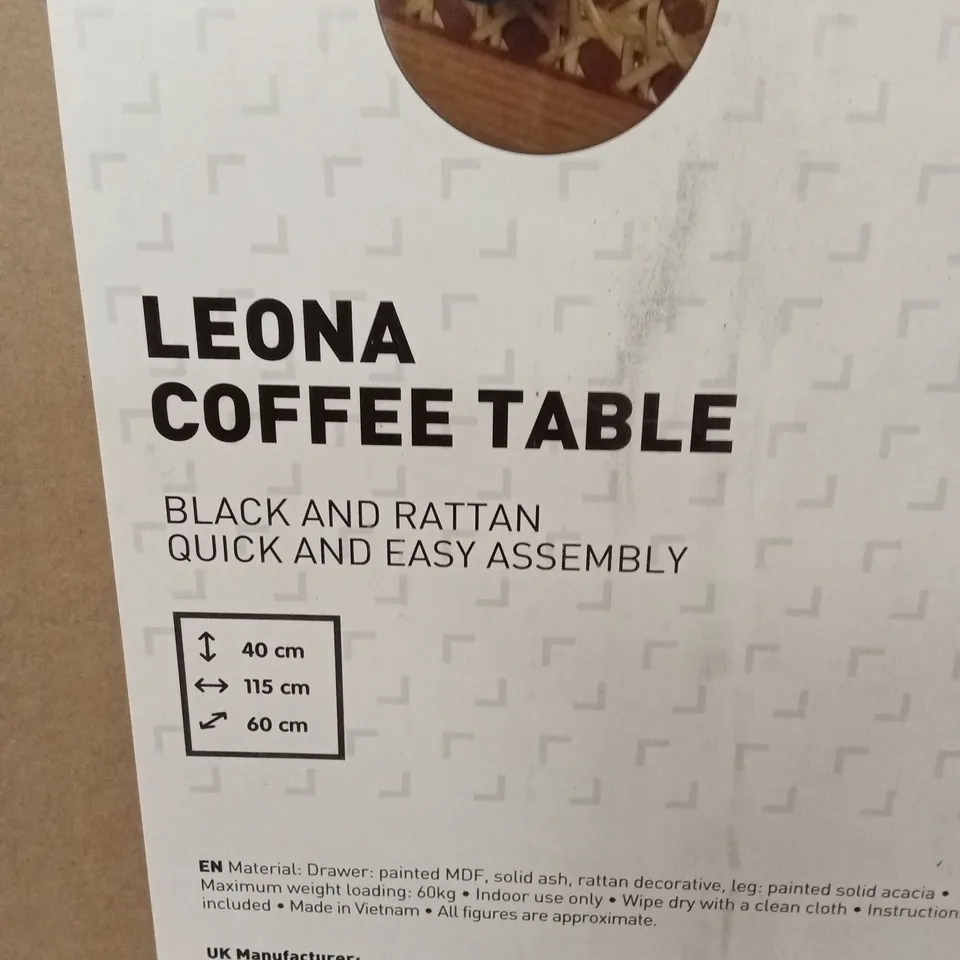 LEONA
COFFEE TABLE
BLACK AND RATTAN
QUICK AND EASY ASSEMBLY
40 cm
115 cm
60 cm
EN Material: Drawer: painted MDF, solid ash, rattan decorative, leg: painted solid acacia •
Maximum weight loading: 60kg • Indoor use only • Wipe dry with a clean cloth • Instruction
included • Made in Vietnam • All figures are approximate.
UK Manufacturer: